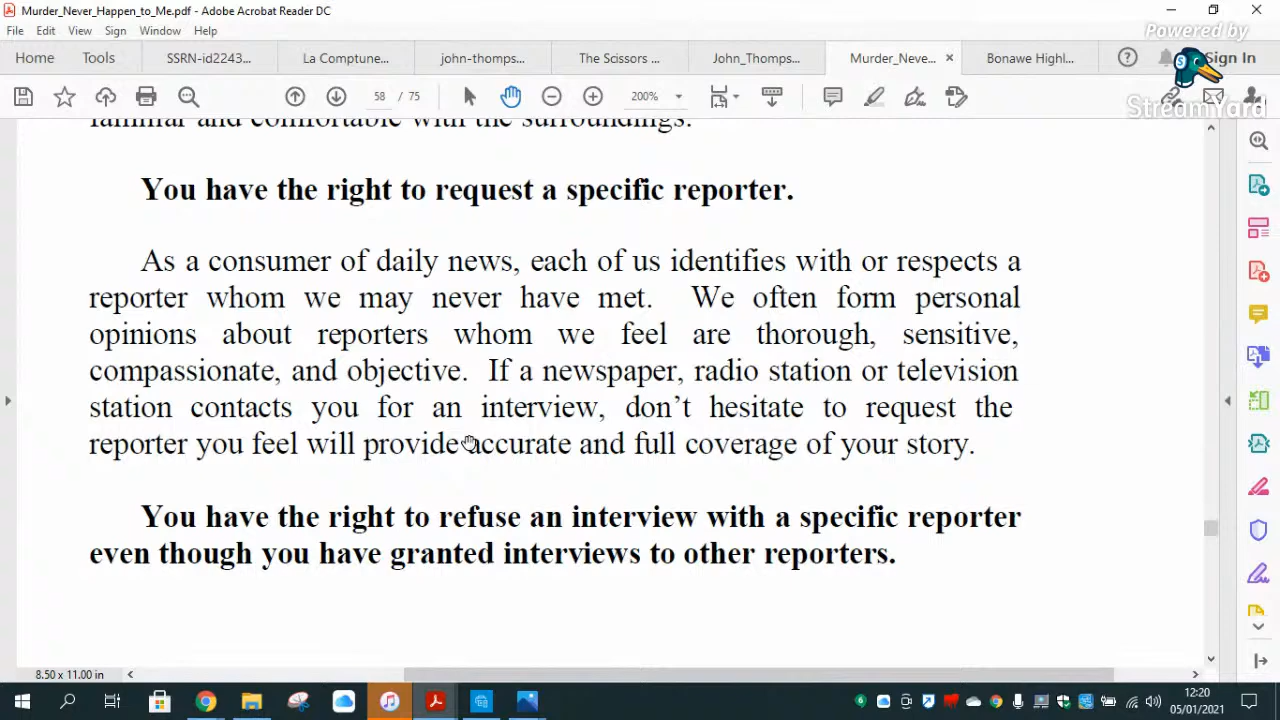 Murder_Never_Happen_to_Me.pdf - Adobe Acrobat Reader DC
File Edit View Sign Window Help
Powered by
Home Tools SSRN-id2243... La Comptune... john-thomps... The Scissors ... John_Thomps... Murder_Neve... × Bonawe Highl... Sign In
58 / 75 200%
StreamYard
familiar and comfortable with the surroundings.
You have the right to request a specific reporter.
As a consumer of daily news, each of us identifies with or respects a
reporter whom we may never have met. We often form personal
opinions about reporters whom we feel are thorough, sensitive,
compassionate, and objective. If a newspaper, radio station or television
station contacts you for an interview, don't hesitate to request the
reporter you feel will provide accurate and full coverage of your story.
You have the right to refuse an interview with a specific reporter
even though you have granted interviews to other reporters.
8.50 x 11.00 in
12:20
05/01/2021